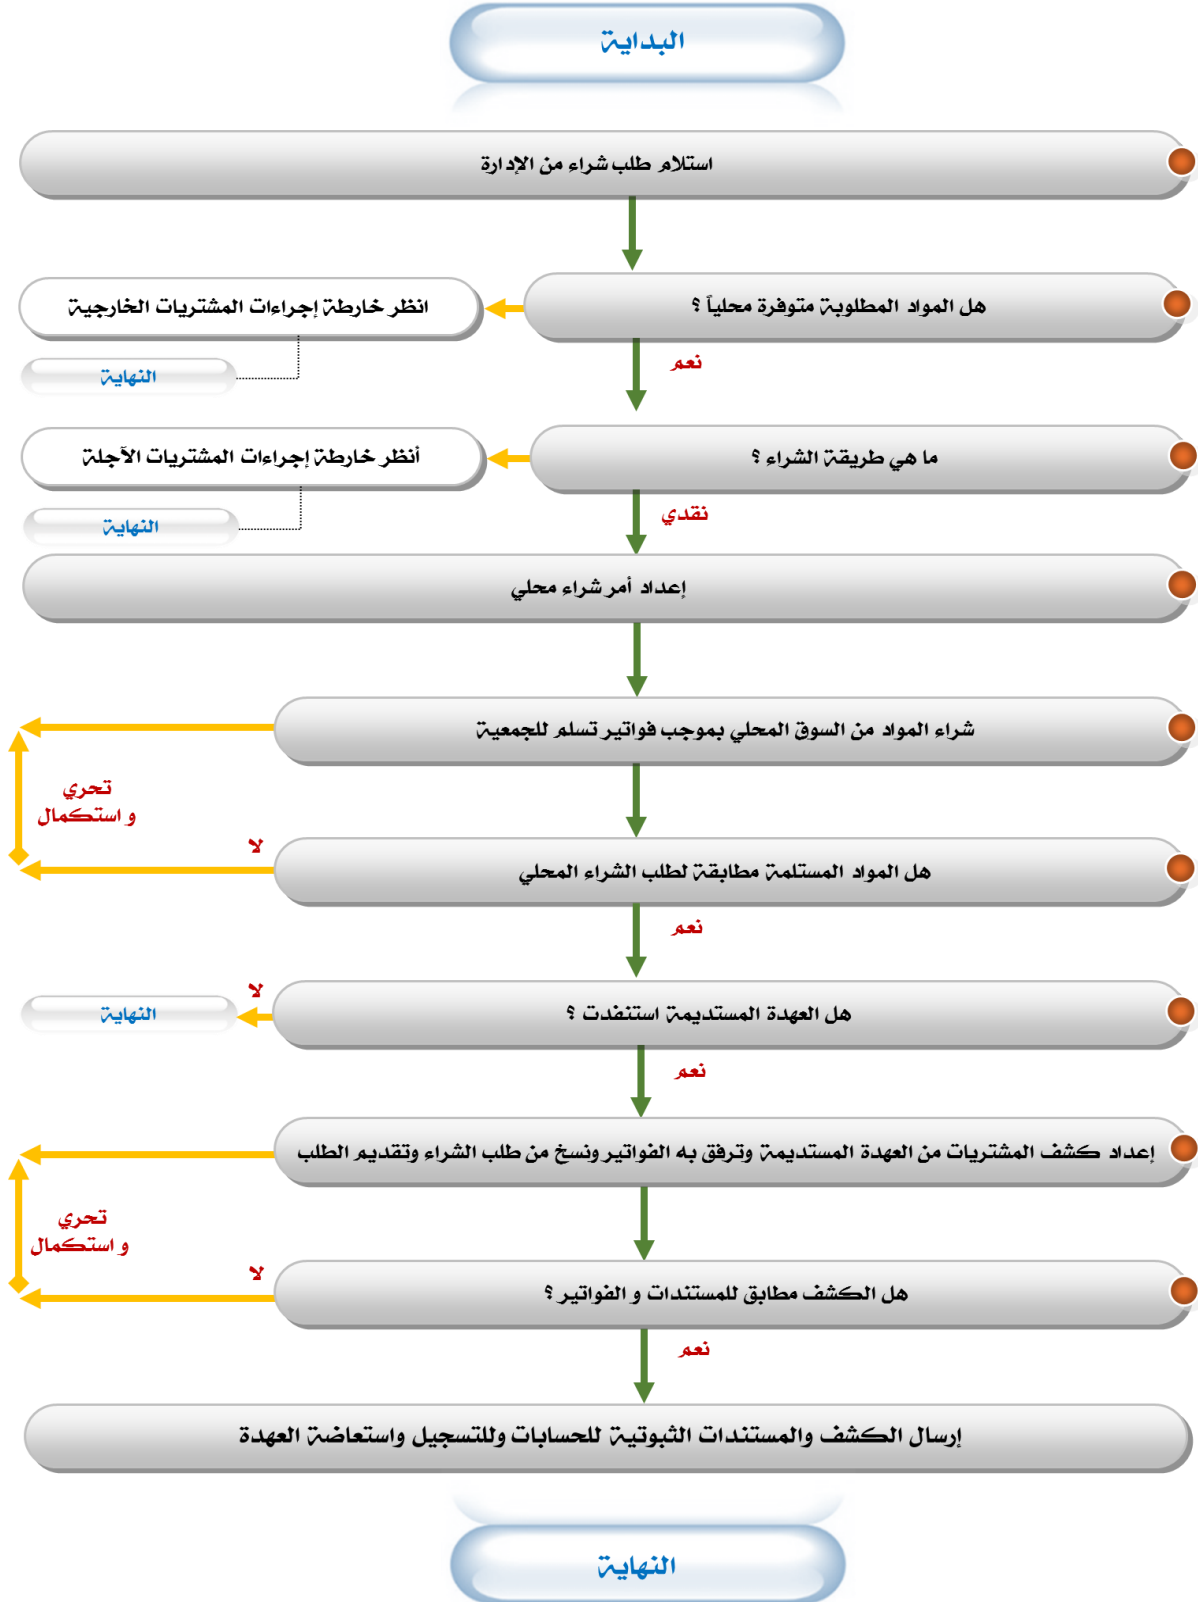 البداية
استلام طلب شراء من الإدارة
هل المواد المطلوبة متوفرة محلياً ؟
انظر خارطة إجراءات المشتريات الخارجية
نعم
النهاية
ما هي طريقة الشراء ؟
أنظر خارطة إجراءات المشتريات الآجلة
نقدي
النهاية
إعداد أمر شراء محلي
شراء المواد من السوق المحلي بموجب فواتير تسلم للجمعية
تحري
و استكمال
لا
هل المواد المستلمة مطابقة لطلب الشراء المحلي
نعم
لا
هل العهدة المستديمة استنفدت ؟
النهاية
نعم
إعداد كشف المشتريات من العهدة المستديمة وترفق به الفواتير ونسخ من طلب الشراء وتقديم الطلب
تحري
و استكمال
لا
هل الكشف مطابق للمستندات و الفواتير ؟
نعم
إرسال الكشف والمستندات الثبوتية للحسابات وللتسجيل واستعاضة العهدة
النهاية